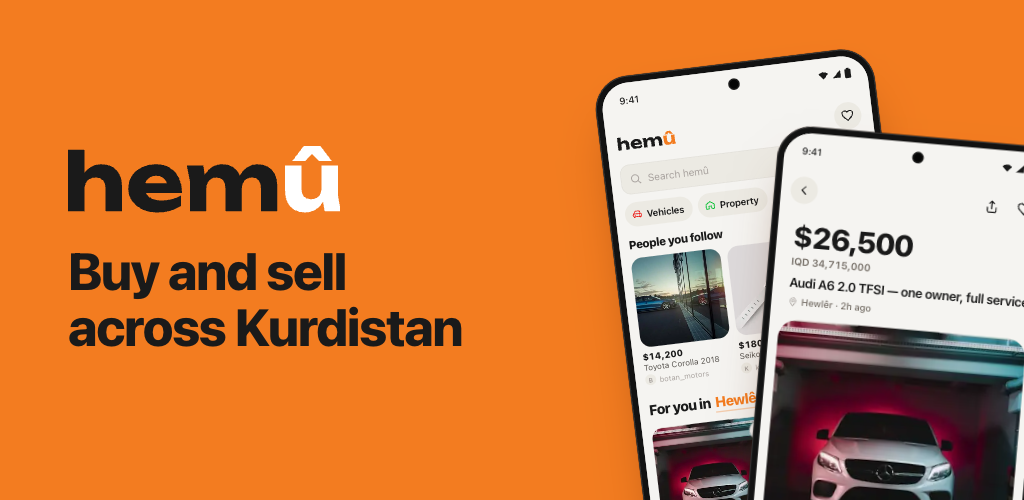 hemû
Buy and sell
across Kurdistan
9:41
hemû
Search hemû
Vehicles
Property
People you follow
$14,200
Toyota Corolla 2018
B botan_motors
$180
Seiko
K
For you in Hewlê
9:41
$26,500
IQD 34,715,000
Audi A6 2.0 TFSI — one owner, full service
Hewlêr · 2h ago